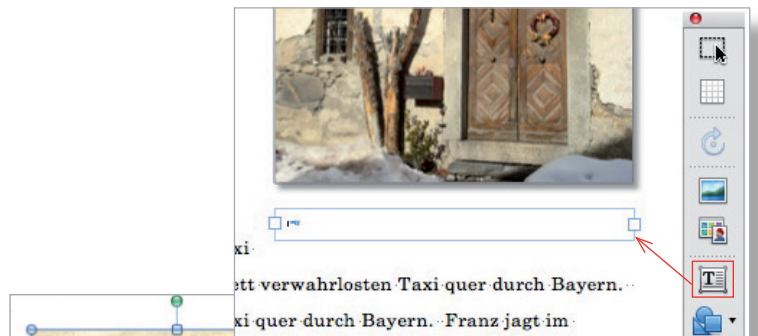 xi
ett verwahrlosten Taxi quer durch Bayern.
xi quer durch Bayern. Franz jagt im
T